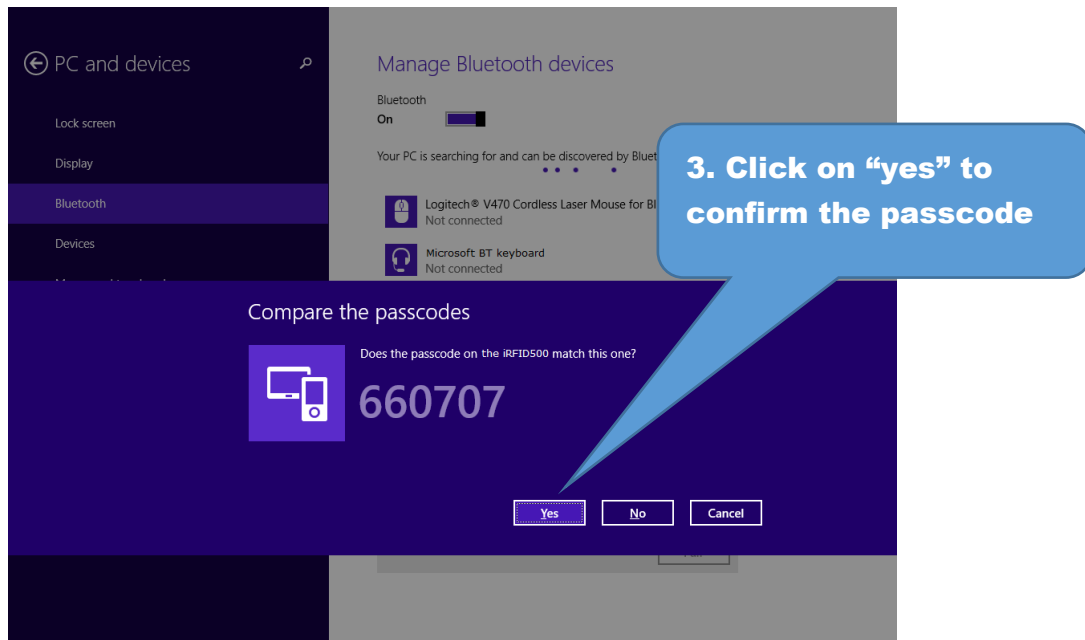 PC and devices
Lock screen
Display
Bluetooth
Devices
Manage Bluetooth devices
Bluetooth
On
Your PC is searching for and can be discovered by
Logitech® V470 Cordless Laser Mouse for
Not connected
Microsoft BT keyboard
Not connected
3. Click on “yes” to
confirm the passcode
Compare the passcodes
Does the passcode on the iRFID500 match this one?
660707
Yes
No
Cancel